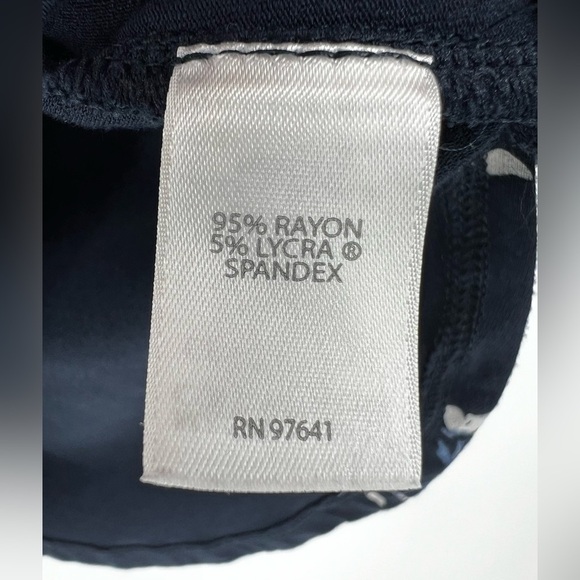 95% RAYON
5% LYCRA ®
SPANDEX
RN 97641